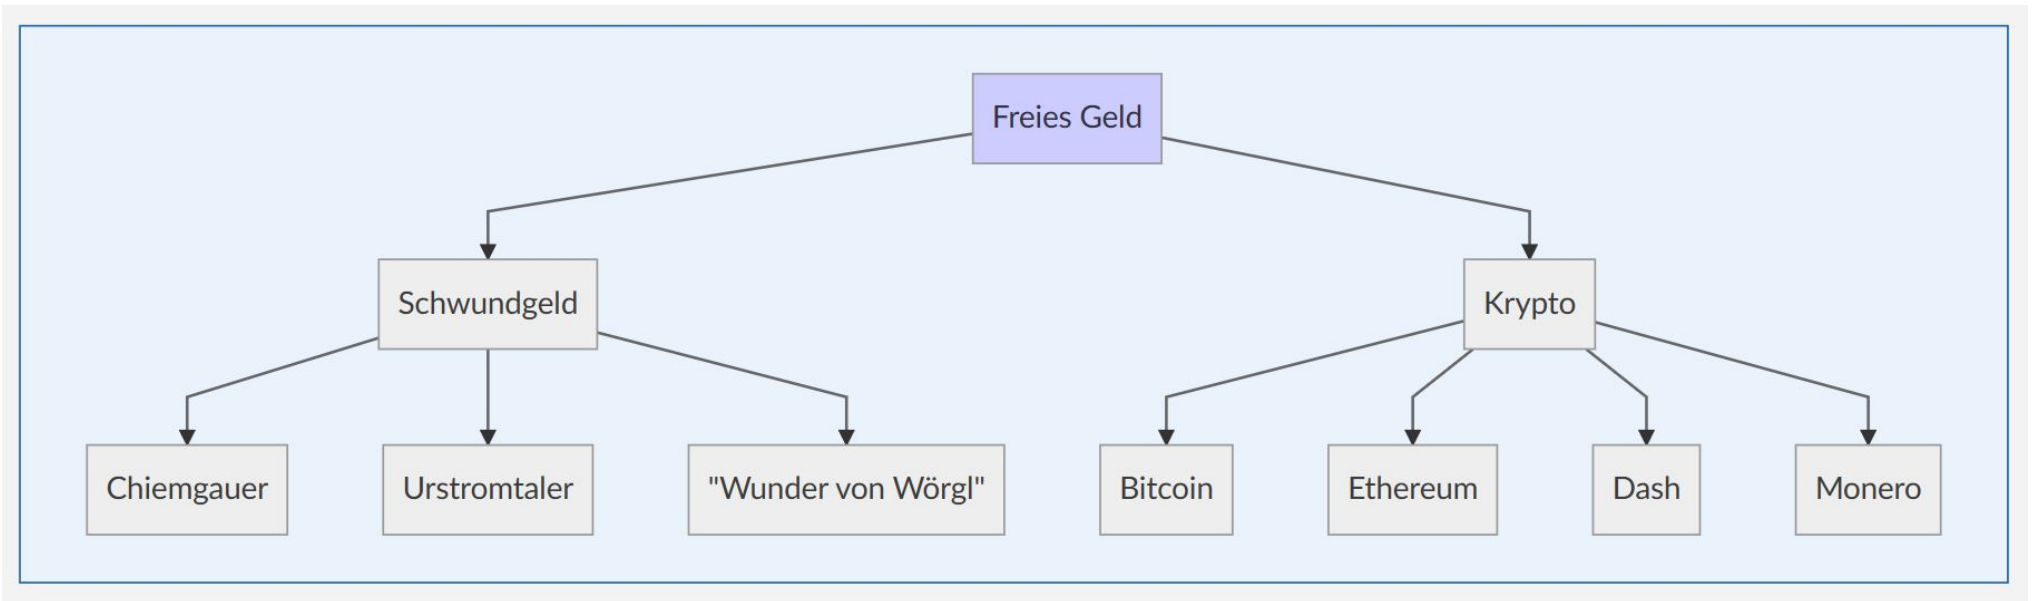 Freies Geld
Schwundgeld
Krypto
Chiemgauer
Urstromtaler
"Wunder von Wörgl"
Bitcoin
Ethereum
Dash
Monero